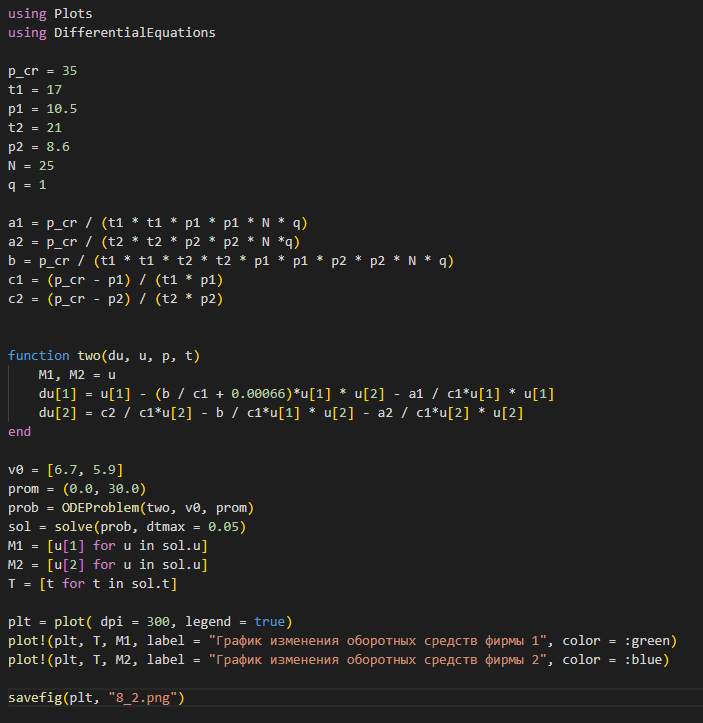 using Plots
using DifferentialEquations

p_cr = 35
t1 = 17
p1 = 10.5
t2 = 21
p2 = 8.6
N = 25
q = 1

a1 = p_cr / (t1 * t1 * p1 * p1 * N * q)
a2 = p_cr / (t2 * t2 * p2 * p2 * N *q)
b = p_cr / (t1 * t1 * t2 * t2 * p1 * p1 * p2 * p2 * N * q)
c1 = (p_cr - p1) / (t1 * p1)
c2 = (p_cr - p2) / (t2 * p2)


function two(du, u, p, t)
    M1, M2 = u
    du[1] = u[1] - (b / c1 + 0.00066)*u[1] * u[2] - a1 / c1*u[1] * u[1]
    du[2] = c2 / c1*u[2] - b / c1*u[1] * u[2] - a2 / c1*u[2] * u[2]
end

v0 = [6.7, 5.9]
prom = (0.0, 30.0)
prob = ODEProblem(two, v0, prom)
sol = solve(prob, dtmax = 0.05)
M1 = [u[1] for u in sol.u]
M2 = [u[2] for u in sol.u]
T = [t for t in sol.t]

plt = plot( dpi = 300, legend = true)
plot!(plt, T, M1, label = "График изменения оборотных средств фирмы 1", color = :green)
plot!(plt, T, M2, label = "График изменения оборотных средств фирмы 2", color = :blue)

savefig(plt, "8_2.png")